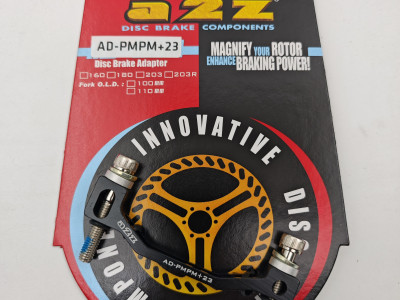 a2z
DISC BRAKE COMPONENTS
AD-PMPM+23
Disc Brake Adapter
160 180 203 203R
Fork O.L.D. : 100
110
MAGNIFY YOUR ROTOR
ENHANCE BRAKING POWER!
INNOVATIVE DISC
COMPON
a2z
AD-PMPM+23